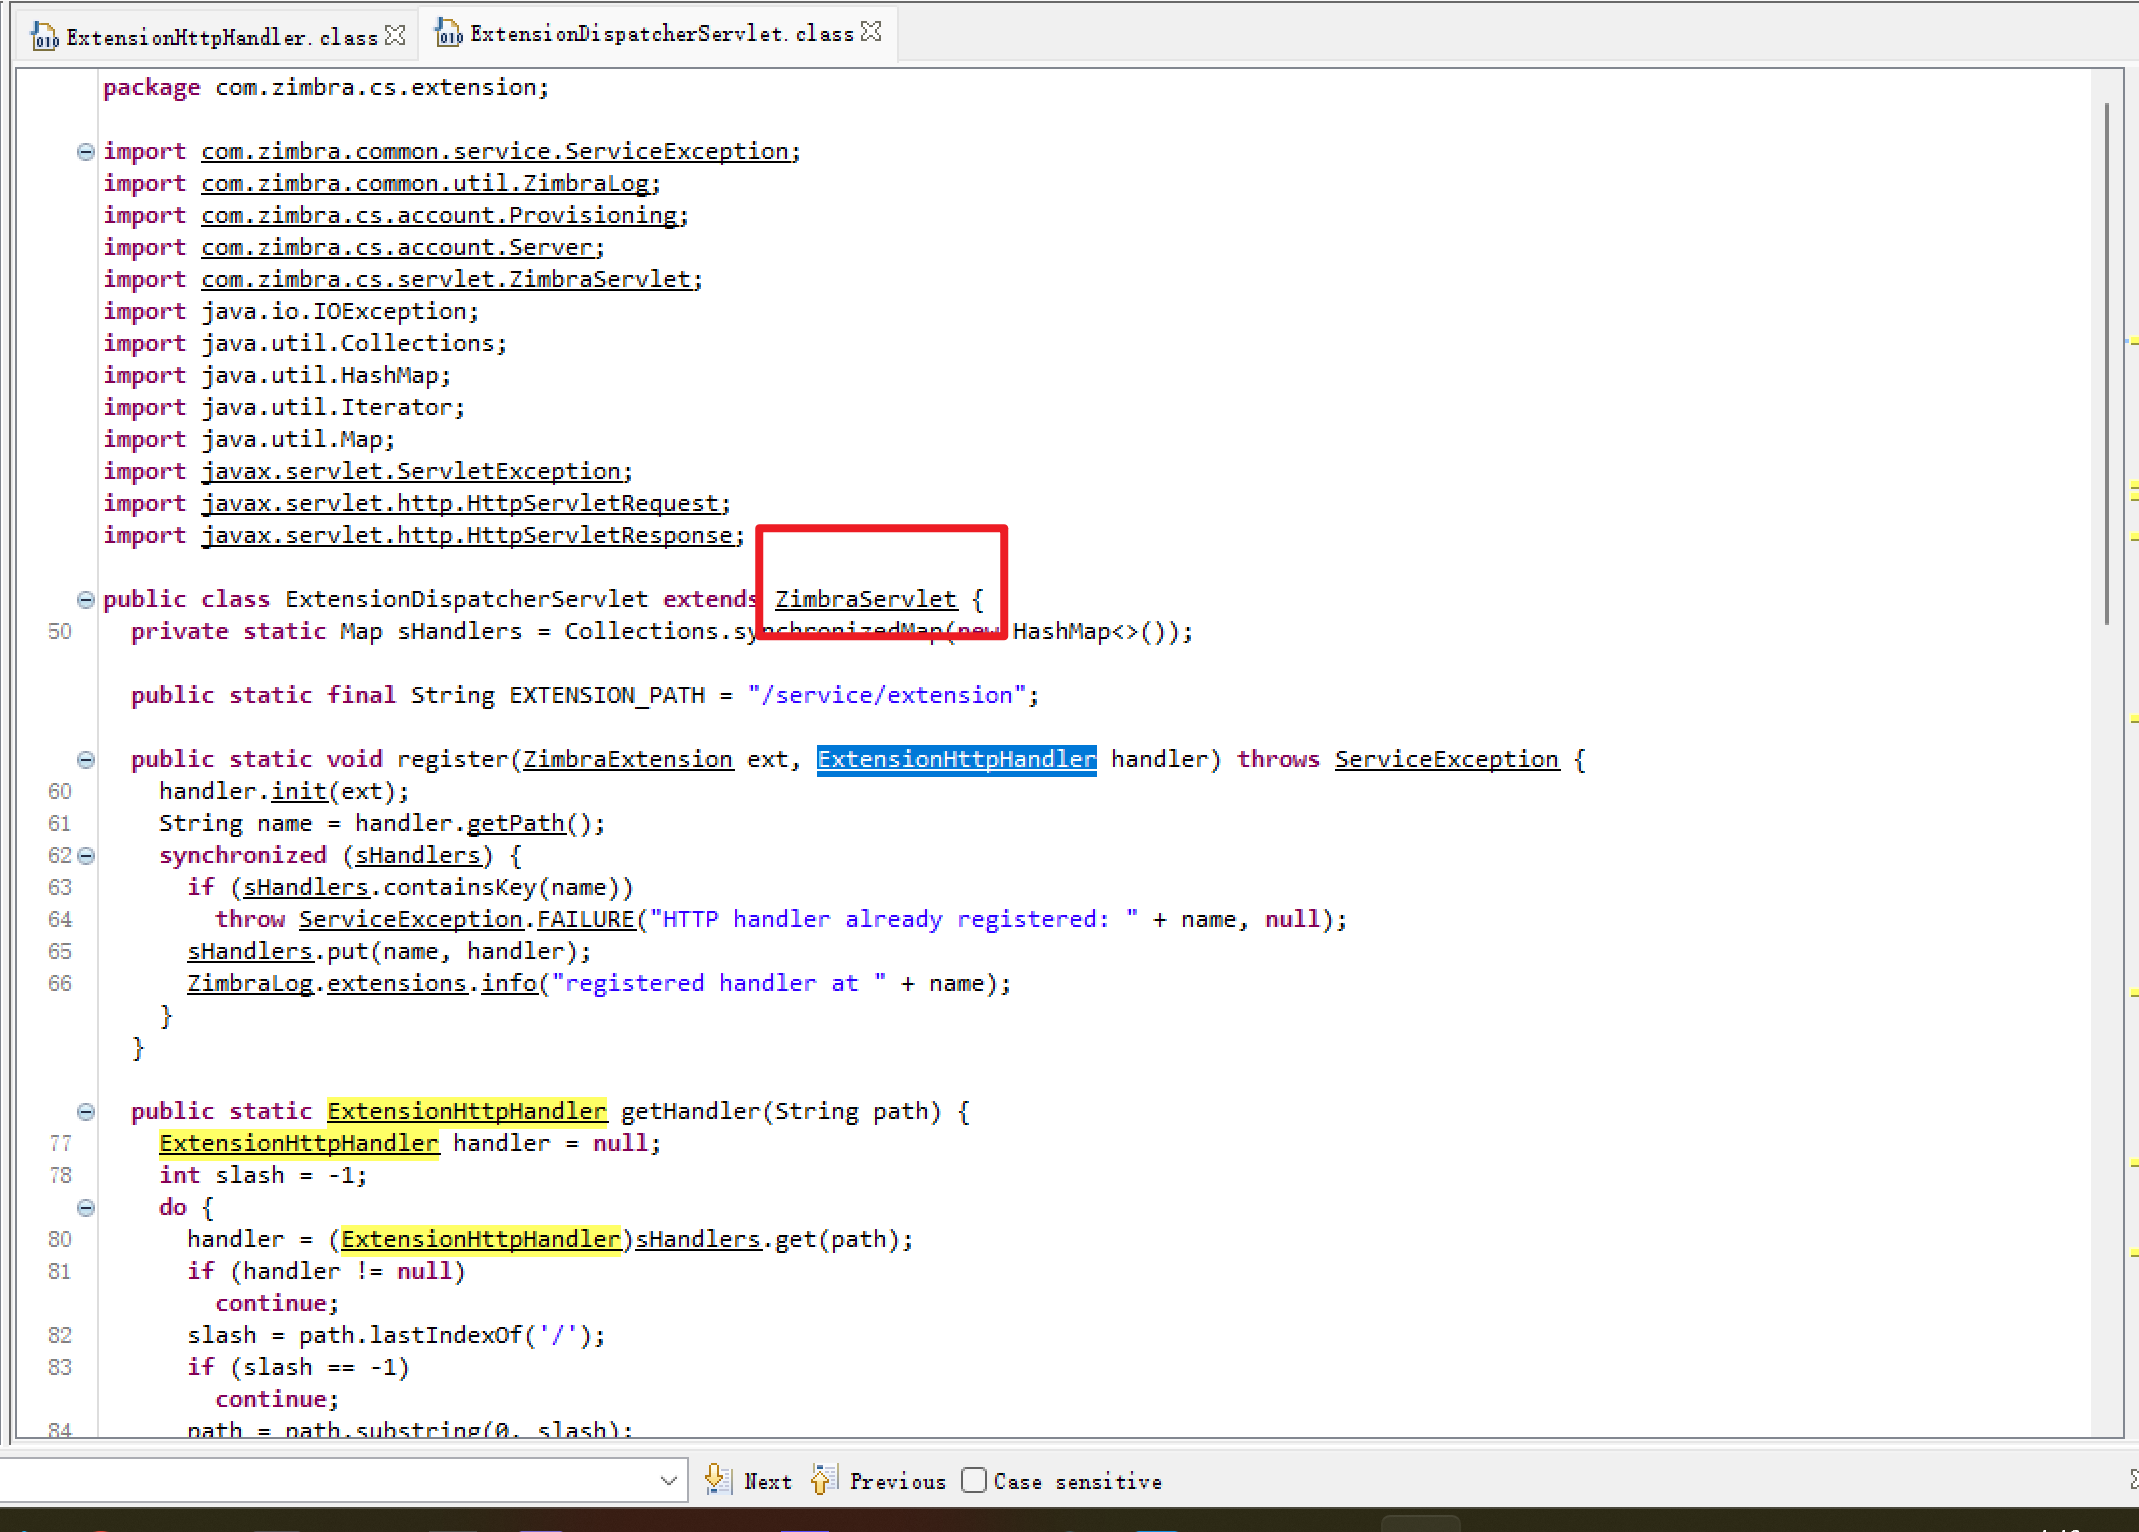 ExtensionHttpHandler.class ExtensionDispatcherServlet.class
package com.zimbra.cs.extension;
import com.zimbra.common.service.ServiceException;
import com.zimbra.common.util.ZimbraLog;
import com.zimbra.cs.account.Provisioning;
import com.zimbra.cs.account.Server;
import com.zimbra.cs.servlet.ZimbraServlet;
import java.io.IOException;
import java.util.Collections;
import java.util.HashMap;
import java.util.Iterator;
import java.util.Map;
import javax.servlet.ServletException;
import javax.servlet.http.HttpServletRequest;
import javax.servlet.http.HttpServletResponse;
public class ExtensionDispatcherServlet extends ZimbraServlet {
50 private static Map sHandlers = Collections.synchronizedMap(new HashMap<>());
public static final String EXTENSION_PATH = "/service/extension";
public static void register(ZimbraExtension ext, ExtensionHttpHandler handler) throws ServiceException {
60 handler.init(ext);
61 String name = handler.getPath();
62 synchronized (sHandlers) {
63 if (sHandlers.containsKey(name))
64 throw ServiceException.FAILURE("HTTP handler already registered: " + name, null);
65 sHandlers.put(name, handler);
66 ZimbraLog.extensions.info("registered handler at " + name);
}
}
public static ExtensionHttpHandler getHandler(String path) {
77 ExtensionHttpHandler handler = null;
78 int slash = -1;
do {
80 handler = (ExtensionHttpHandler)sHandlers.get(path);
81 if (handler != null)
continue;
82 slash = path.lastIndexOf('/');
83 if (slash == -1)
continue;
84 path = path.substring(0, slash);
Next Previous Case sensitive